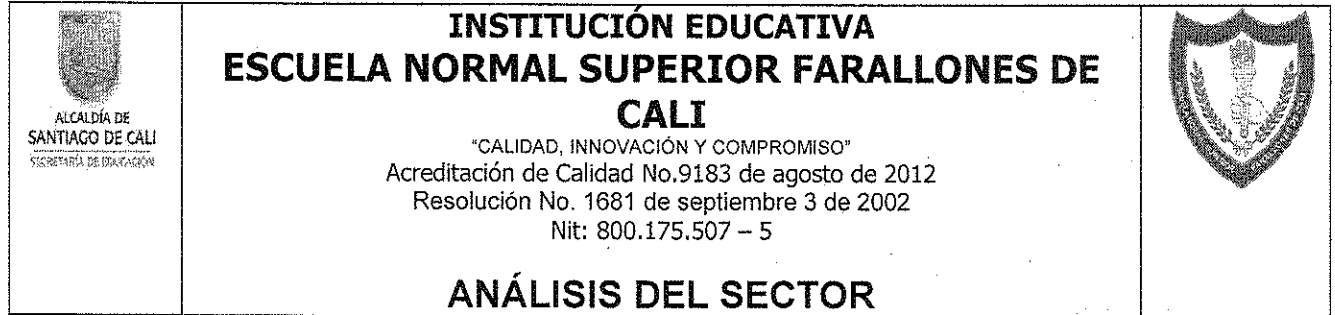 ALCALDÍA DE
SANTIAGO DE CALI
SECRETARÍA DE EDUCACIÓN
INSTITUCIÓN EDUCATIVA
ESCUELA NORMAL SUPERIOR FARALLONES DE
CALI
"CALIDAD, INNOVACIÓN Y COMPROMISO"
Acreditación de Calidad No.9183 de agosto de 2012
Resolución No. 1681 de septiembre 3 de 2002
Nit: 800.175.507 – 5
ANÁLISIS DEL SECTOR